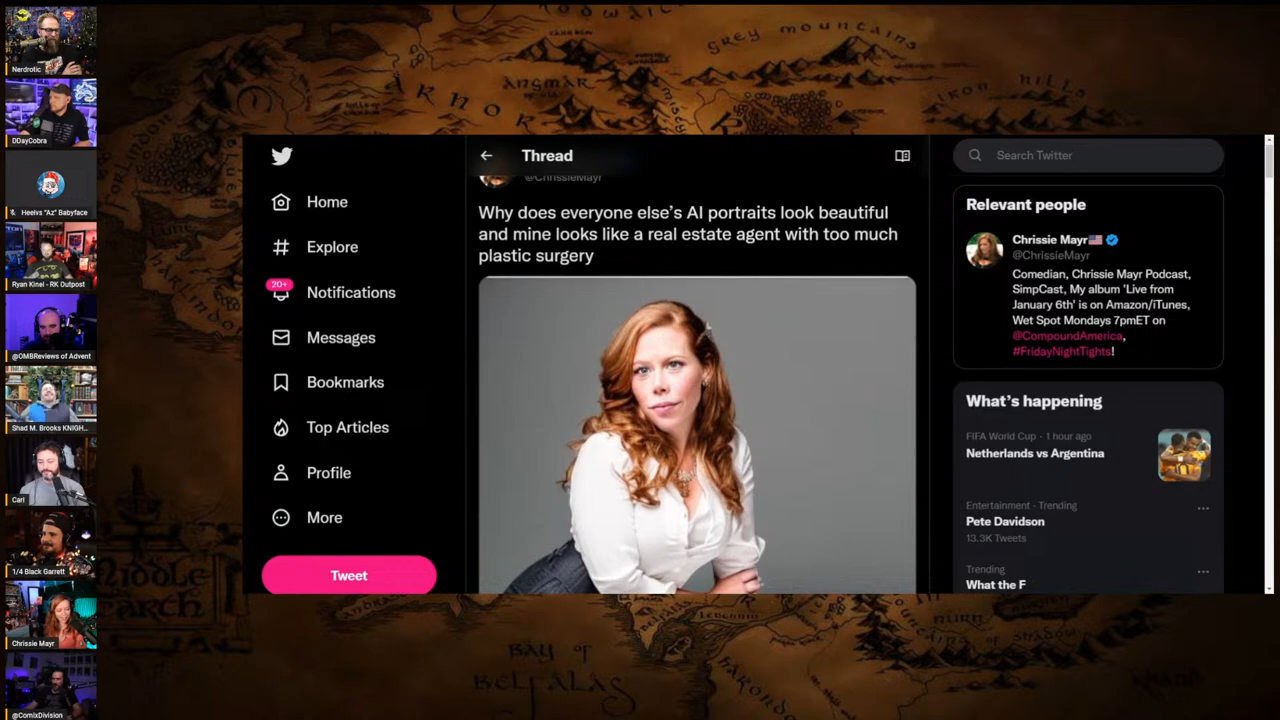 Nerdrotic
DDayCobra
Heelvs "Az" Babyface
Ryan Kinel - RK Outpost
@OMBReviews of Advent
Shad M. Brooks KNIGH...
Carl
1/4 Black Garrett
Chrissie Mayr
@ComixDivision
GREY MOUNTAINS
ANGMAR
ARNOR
IRON HILLS
Home
Explore
20+
Notifications
Messages
Bookmarks
Top Articles
Profile
More
Tweet
Thread
@ChrissieMayr
Why does everyone else's AI portraits look beautiful
and mine looks like a real estate agent with too much
plastic surgery
Search Twitter
Relevant people
Chrissie Mayr🇺🇸
@ChrissieMayr
Comedian, Chrissie Mayr Podcast,
SimpCast, My album 'Live from
January 6th' is on Amazon/iTunes,
Wet Spot Mondays 7pmET on
@CompoundAmerica,
#FridayNightTights!
What's happening
FIFA World Cup · 1 hour ago
Netherlands vs Argentina
Entertainment · Trending
Pete Davidson
13.3K Tweets
Trending
What the F
MIDDLE
EARTH
BAY OF
BELFALAS